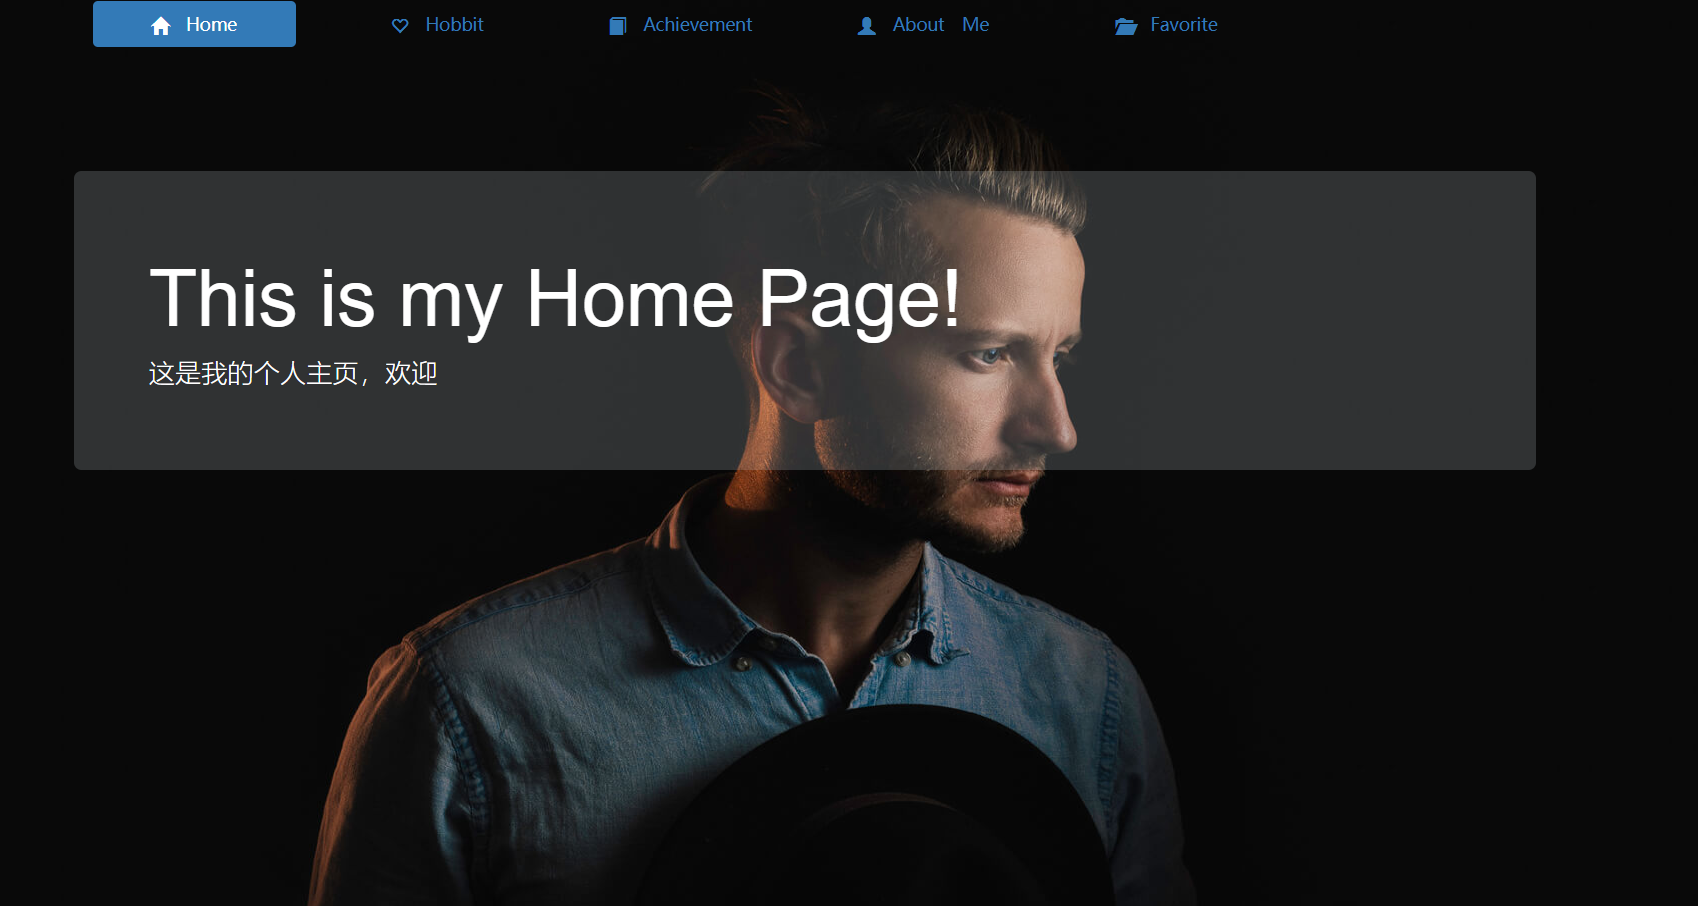 Home Hobbit Achievement About Me Favorite
This is my Home Page!
这是我的个人主页，欢迎